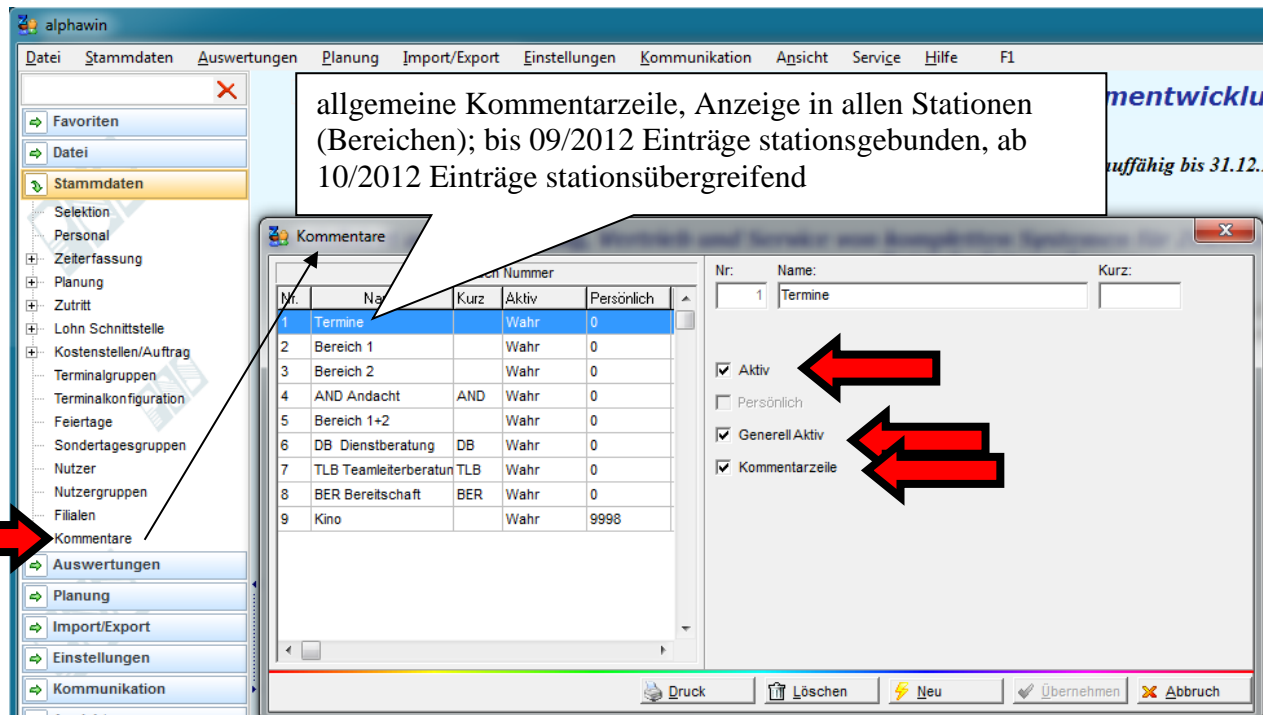 alphawin
Datei Stammdaten Auswertungen Planung Import/Export Einstellungen Kommunikation Ansicht Service Hilfe F1
allgemeine Kommentarzeile, Anzeige in allen Stationen
(Bereichen); bis 09/2012 Einträge stationsgebunden, ab
10/2012 Einträge stationsübergreifend
mentwicklu
auffähig bis 31.12.
Favoriten
Datei
Stammdaten
Selektion
Personal
Zeiterfassung
Planung
Zutritt
Lohn Schnittstelle
Kostenstellen/Auftrag
Terminalgruppen
Terminalkonfiguration
Feiertage
Sondertagesgruppen
Nutzer
Nutzergruppen
Filialen
Kommentare
Auswertungen
Planung
Import/Export
Einstellungen
Kommunikation
Kommentare
Nummer
Nr. Na Kurz Aktiv Persönlich
1 Termine Wahr 0
2 Bereich 1 Wahr 0
3 Bereich 2 Wahr 0
4 AND Andacht AND Wahr 0
5 Bereich 1+2 Wahr 0
6 DB Dienstberatung DB Wahr 0
7 TLB Teamleiterberatun TLB Wahr 0
8 BER Bereitschaft BER Wahr 0
9 Kino Wahr 9998
Nr: Name: Kurz:
1 Termine
Aktiv
Persönlich
Generell Aktiv
Kommentarzeile
Druck Löschen Neu Übernehmen Abbruch